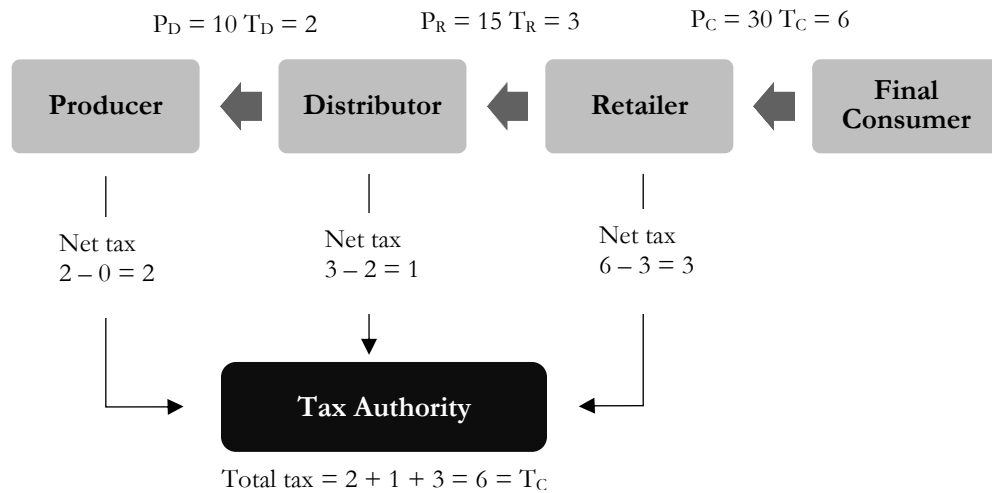 P_D = 10 T_D = 2
P_R = 15 T_R = 3
P_C = 30 T_C = 6
Producer
Distributor
Retailer
Final
Consumer
Net tax
2 – 0 = 2
Net tax
3 – 2 = 1
Net tax
6 – 3 = 3
Tax Authority
Total tax = 2 + 1 + 3 = 6 = T_C